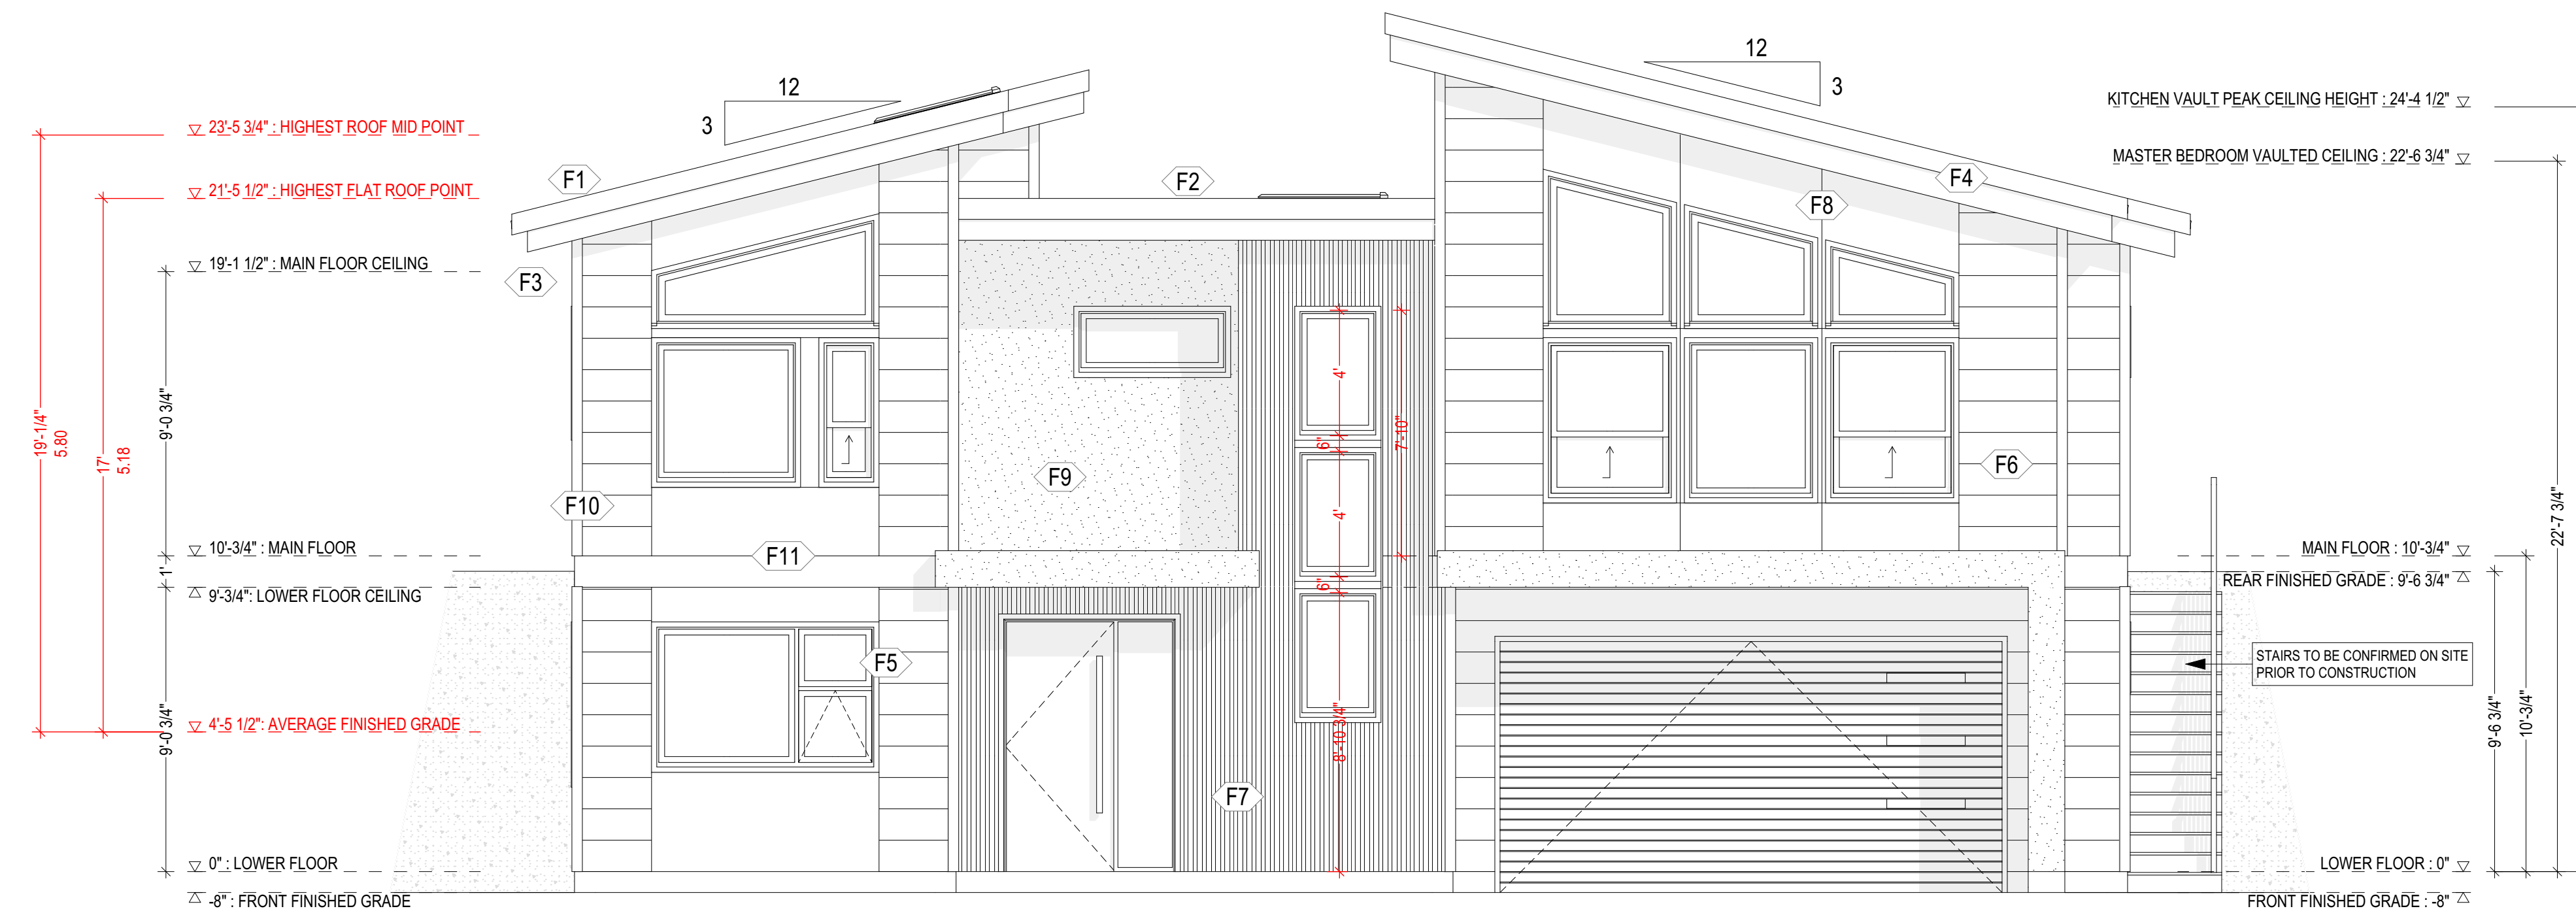 12
3
12
3
KITCHEN VAULT PEAK CEILING HEIGHT : 24'-4 1/2"
23'-5 3/4" : HIGHEST ROOF MID POINT
MASTER BEDROOM VAULTED CEILING : 22'-6 3/4"
F1
F2
F4
21'-5 1/2" : HIGHEST FLAT ROOF POINT
F8
19'-1 1/2" : MAIN FLOOR CEILING
F3
4'
9'-0 3/4"
19'-1/4"
5.80
17'
5.18
6"
7'-10"
F9
F6
F10
4'
22'-7 3/4"
10'-3/4" : MAIN FLOOR
F11
MAIN FLOOR : 10'-3/4"
1'
REAR FINISHED GRADE : 9'-6 3/4"
9'-3/4": LOWER FLOOR CEILING
6"
F5
STAIRS TO BE CONFIRMED ON SITE
PRIOR TO CONSTRUCTION
4'-5 1/2": AVERAGE FINISHED GRADE
9'-0 3/4"
8'-10 3/4"
9'-6 3/4"
10'-3/4"
F7
0" : LOWER FLOOR
LOWER FLOOR : 0"
-8" : FRONT FINISHED GRADE
FRONT FINISHED GRADE : -8"